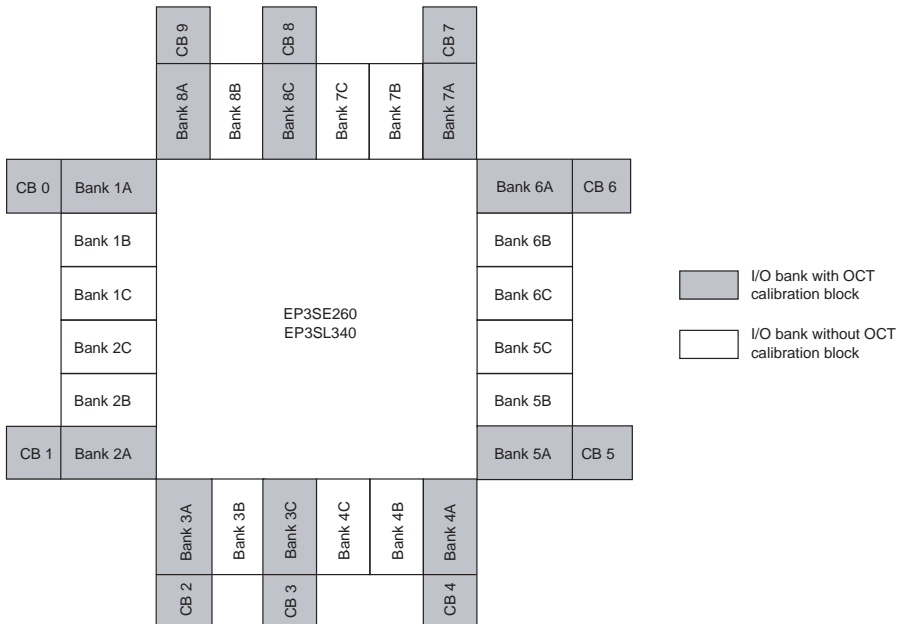 CB 9
CB 8
CB 7
Bank 8A
Bank 8B
Bank 8C
Bank 7C
Bank 7B
Bank 7A
CB 0
Bank 1A
Bank 6A
CB 6
Bank 1B
Bank 6B
Bank 1C
Bank 6C
EP3SE260
EP3SL340
Bank 2C
Bank 5C
Bank 2B
Bank 5B
CB 1
Bank 2A
Bank 5A
CB 5
Bank 3A
Bank 3B
Bank 3C
Bank 4C
Bank 4B
Bank 4A
CB 2
CB 3
CB 4
I/O bank with OCT
calibration block
I/O bank without OCT
calibration block